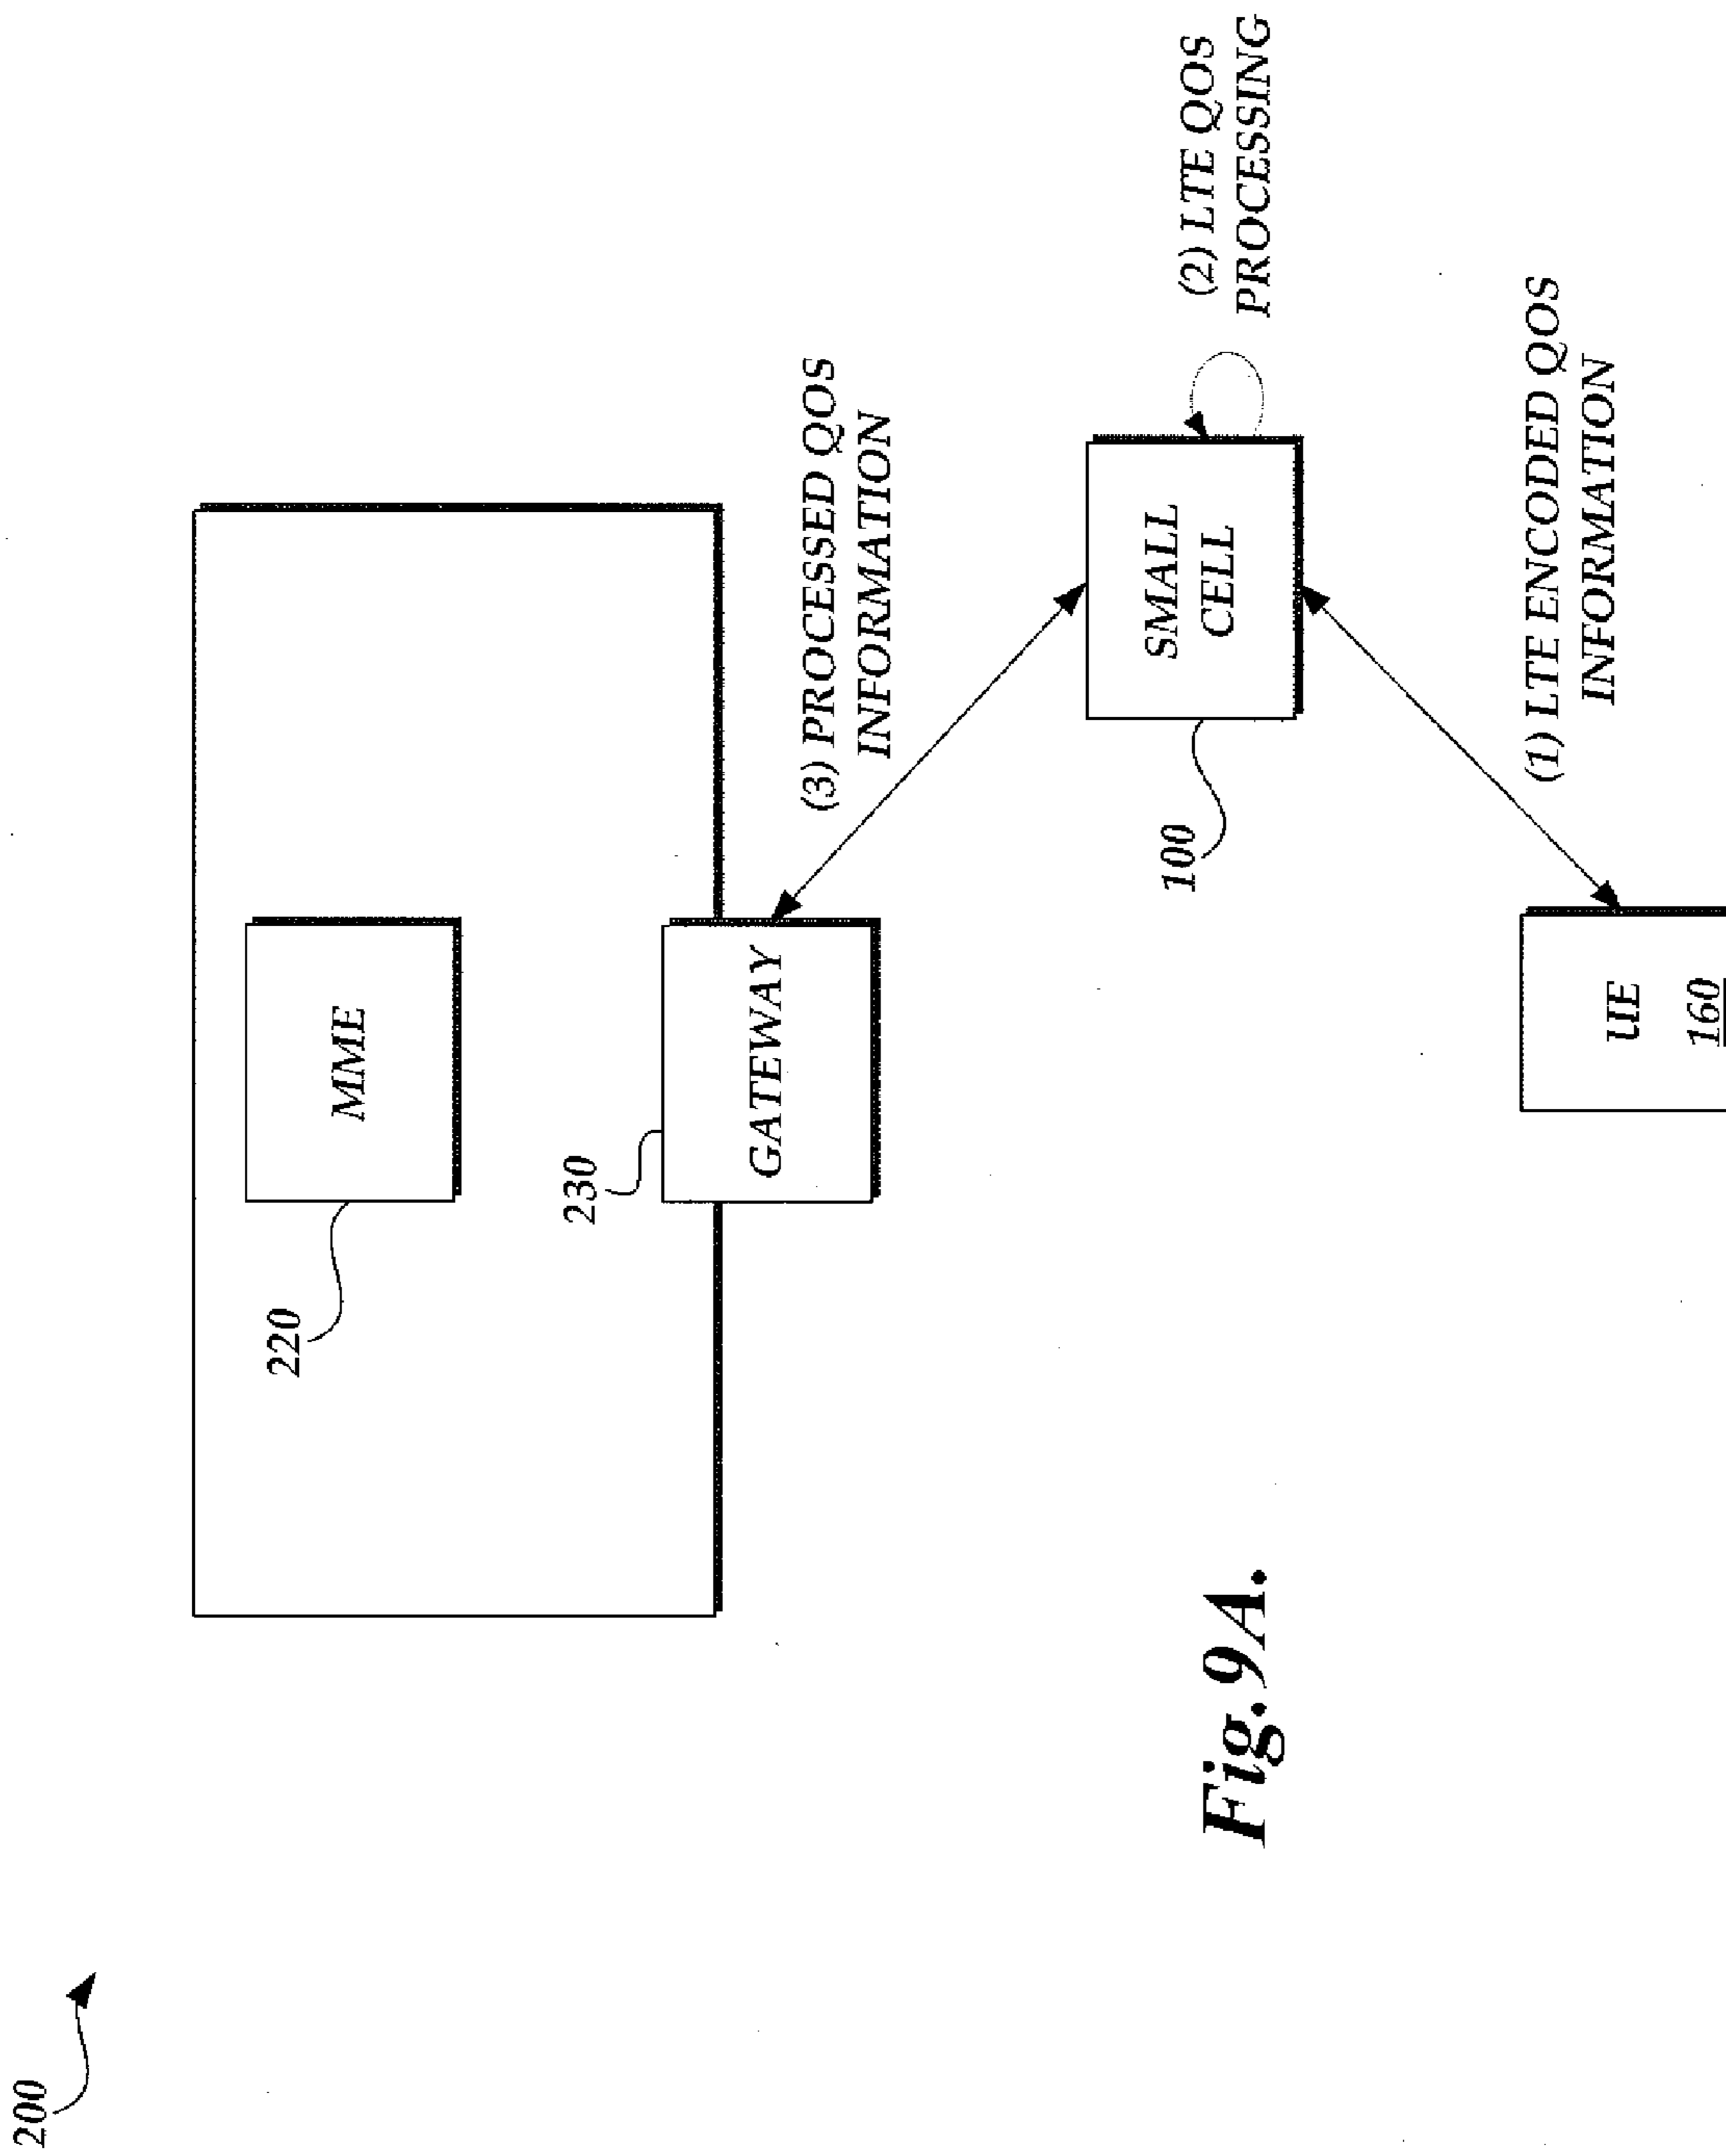 200
220
MME
230
GATEWAY
(3) PROCESSED QOS
INFORMATION
100
SMALL
CELL
(2) LTE QOS
PROCESSING
(1) LTE ENCODED QOS
INFORMATION
UE
160
Fig.9A.